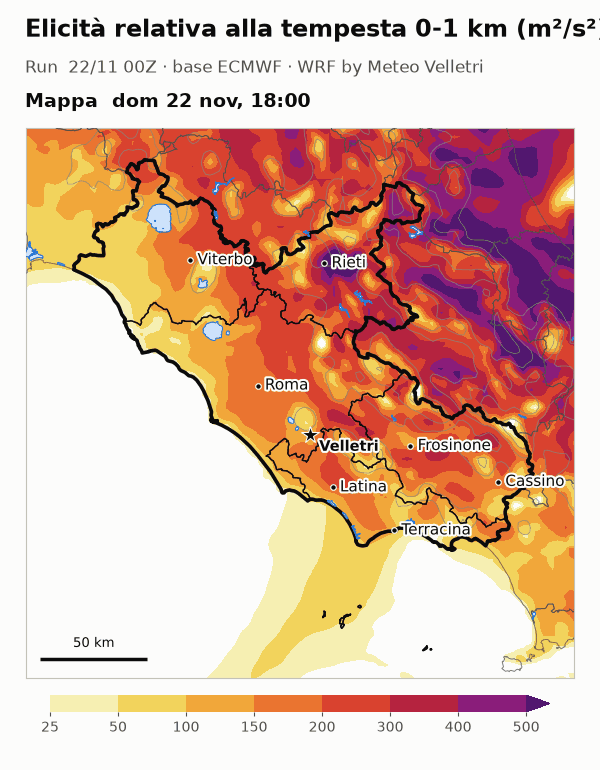 Elicità relativa alla tempesta 0-1 km (m²/s²)
Run 22/11 00Z · base ECMWF · WRF by Meteo Velletri
Mappa dom 22 nov, 18:00
Viterbo
Rieti
Roma
Velletri
Frosinone
Latina
Cassino
Terracina
50 km
25 50 100 150 200 300 400 500